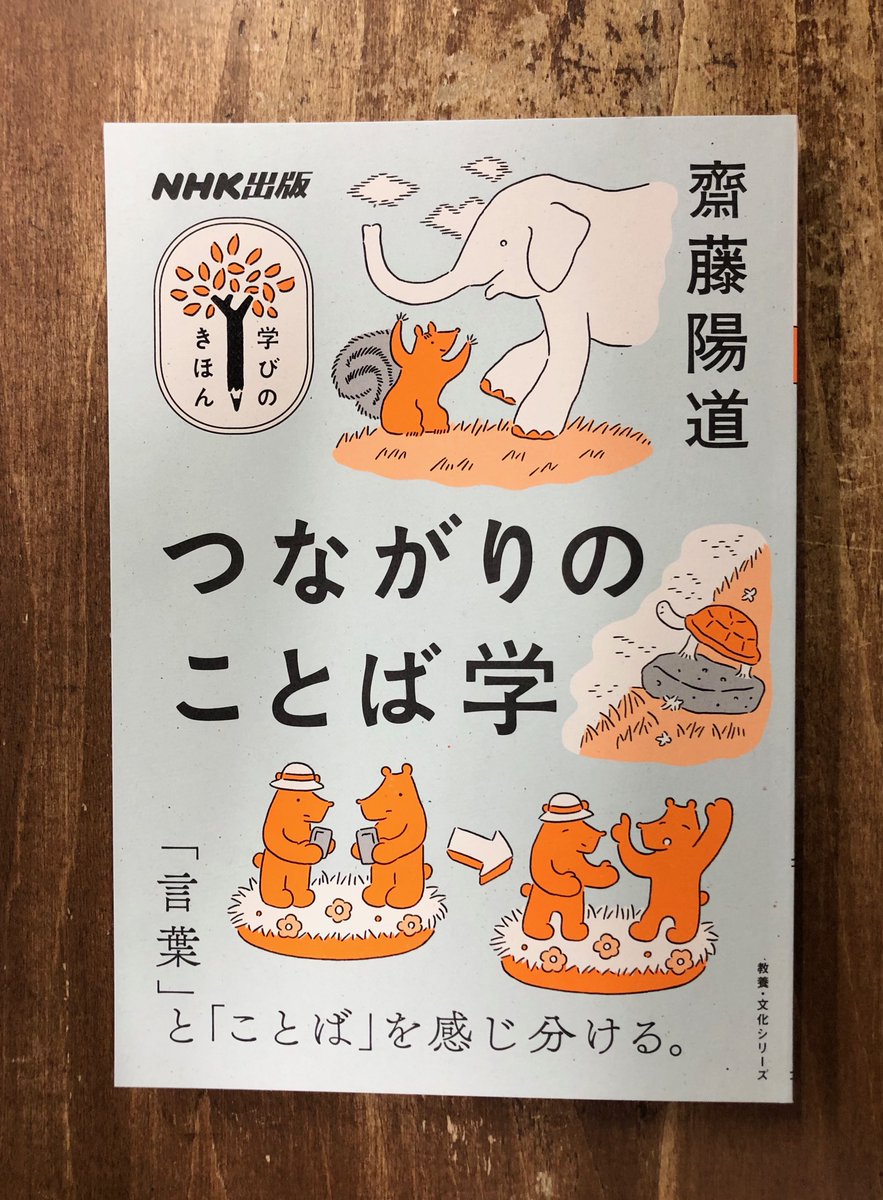 NHK出版
学びの
きほん
齋藤陽道
つながりの
ことば学
「言葉」
と「ことば」を感じ分ける。
教養・文化シリーズ